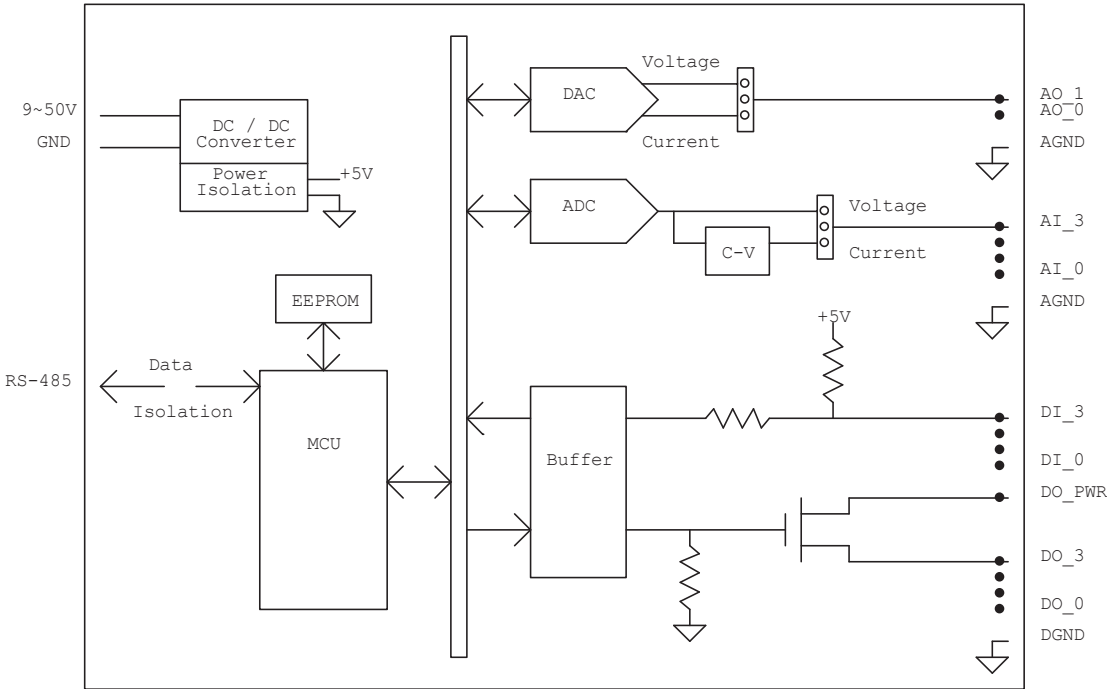 9~50V
GND
DC / DC
Converter
Power
Isolation
+5V
EEPROM
RS-485
Data
Isolation
MCU
DAC
Voltage
Current
AO_1
AO_0
AGND
ADC
C-V
Voltage
Current
AI_3
AI_0
AGND
+5V
Buffer
DI_3
DI_0
DO_PWR
DO_3
DO_0
DGND